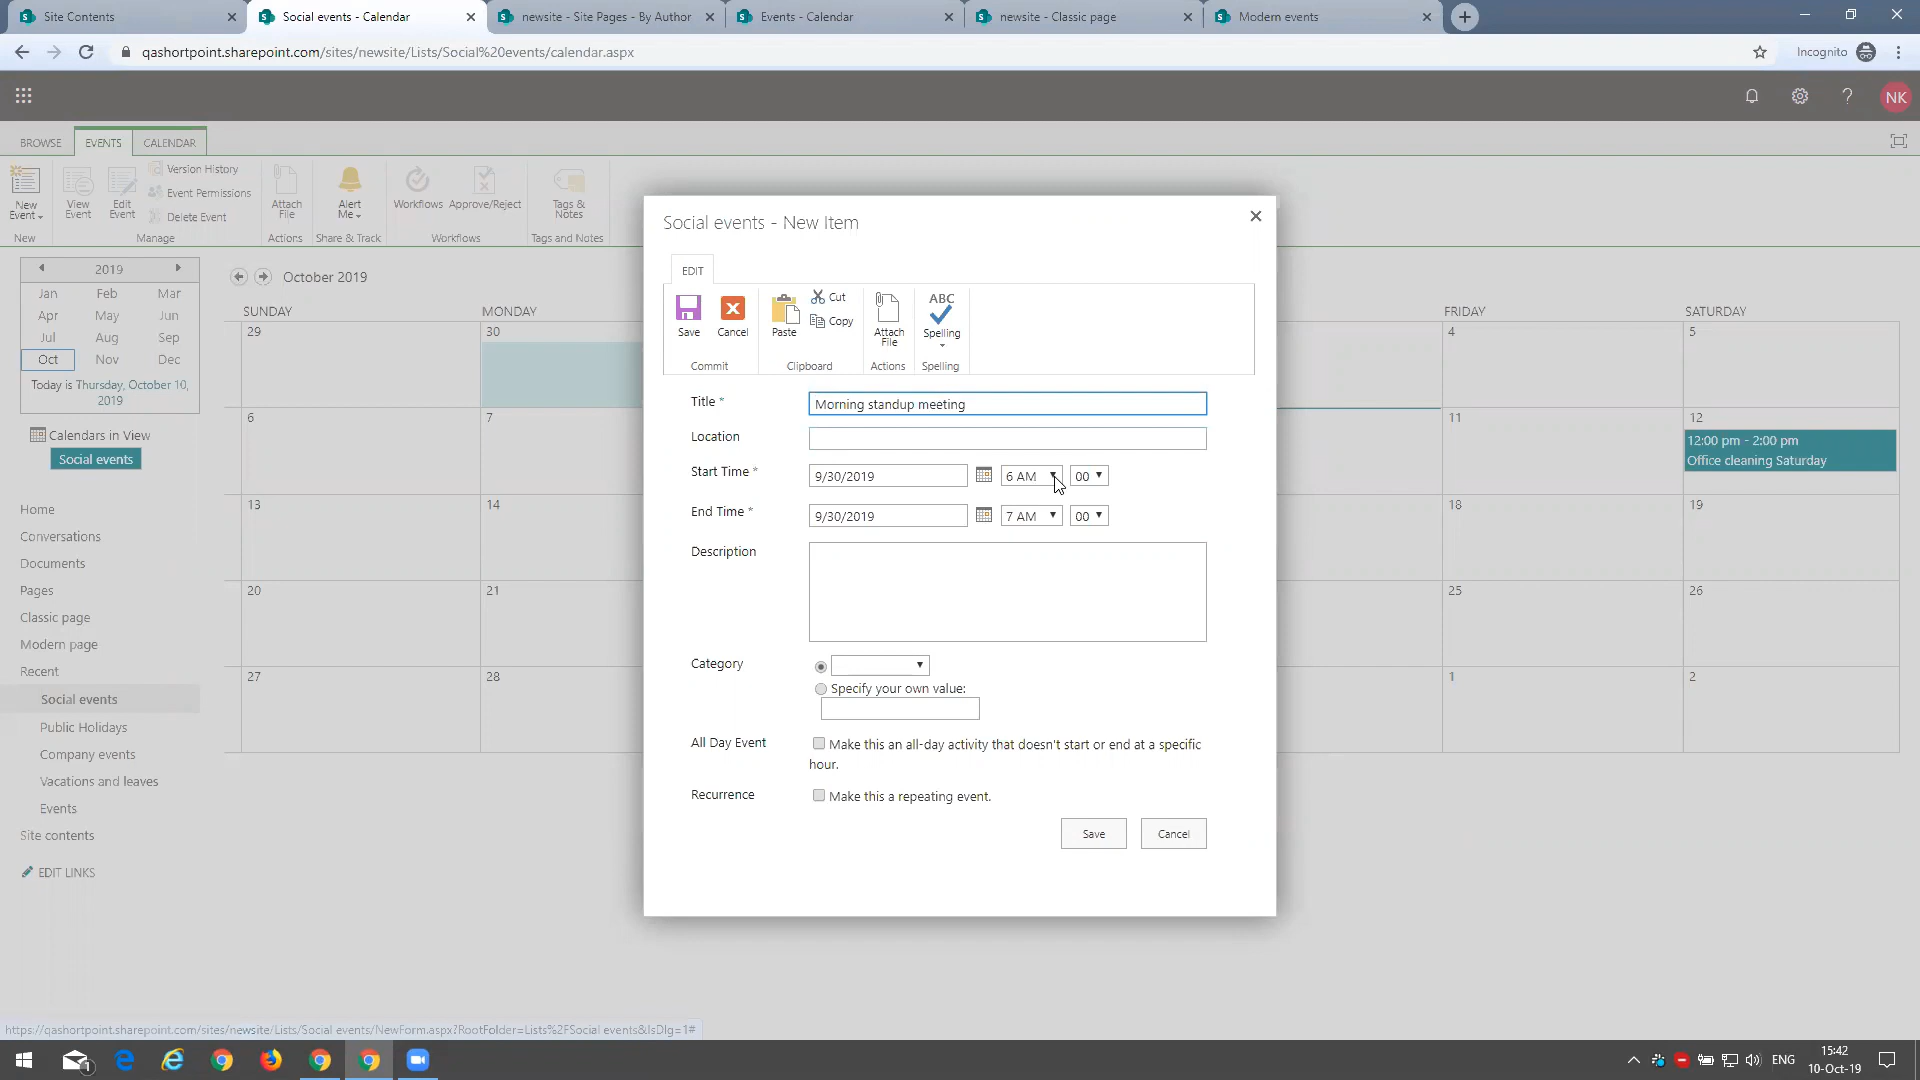 Site Contents
Social events - Calendar
newsite - Site Pages - By Author
Events - Calendar
newsite - Classic page
Modern events
qashortpoint.sharepoint.com/sites/newsite/Lists/Social%20events/calendar.aspx
Incognito
NK
BROWSE
EVENTS
CALENDAR
New Event
View Event
Edit Event
Version History
Event Permissions
Delete Event
Attach File
Alert Me
Workflows
Approve/Reject
Tags & Notes
New
Manage
Actions
Share & Track
Workflows
Tags and Notes
2019
Jan Feb Mar
Apr May Jun
Jul Aug Sep
Oct Nov Dec
Today is Thursday, October 10, 2019
Calendars in View
Social events
Home
Conversations
Documents
Pages
Classic page
Modern page
Recent
Social events
Public Holidays
Company events
Vacations and leaves
Events
Site contents
EDIT LINKS
October 2019
SUNDAY MONDAY FRIDAY SATURDAY
29 30 4 5
6 7 11 12
12:00 pm - 2:00 pm
Office cleaning Saturday
13 14 18 19
20 21 25 26
27 28 1 2
Social events - New Item
EDIT
Save
Cancel
Paste
Cut
Copy
Attach File
ABC
Spelling
Commit
Clipboard
Actions
Spelling
Title *
Morning standup meeting
Location
Start Time *
9/30/2019
6 AM
00
End Time *
9/30/2019
7 AM
00
Description
Category
Specify your own value:
All Day Event
Make this an all-day activity that doesn't start or end at a specific
hour.
Recurrence
Make this a repeating event.
Save
Cancel
https://qashortpoint.sharepoint.com/sites/newsite/Lists/Social events/NewForm.aspx?RootFolder=Lists%2FSocial events&IsDlg=1#
1
ENG
15:42
10-Oct-19